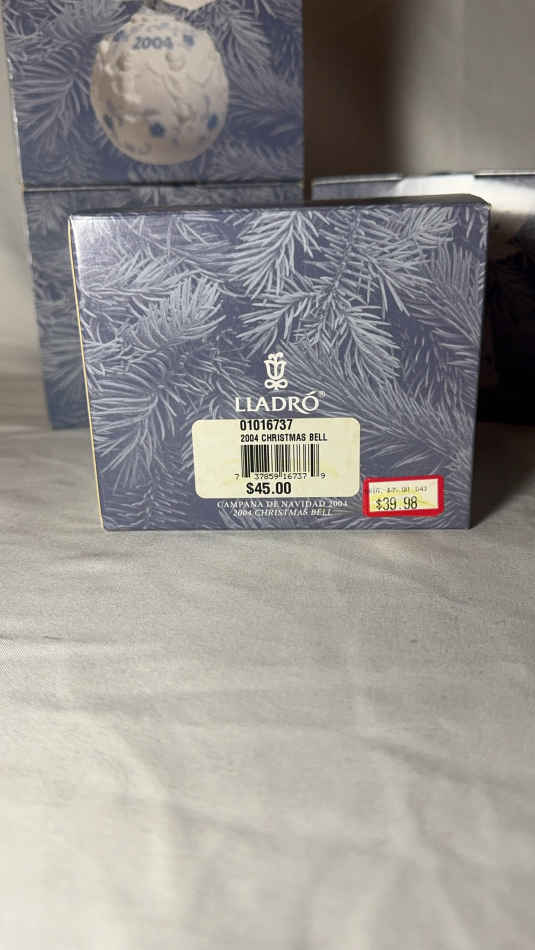 2004
LLADRÓ®
01016737
2004 CHRISTMAS BELL
7 37859 16737 9
$45.00
CAMPANA DE NAVIDAD 2004
2004 CHRISTMAS BELL
$39.98